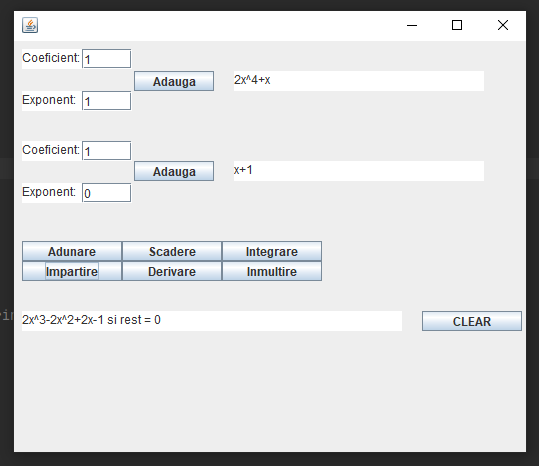 Coeficient: 1
Adauga 2x^4+x
Exponent: 1
Coeficient: 1
Adauga x+1
Exponent: 0
Adunare Scadere Integrare
Impartire Derivare Inmultire
2x^3-2x^2+2x-1 si rest = 0 CLEAR